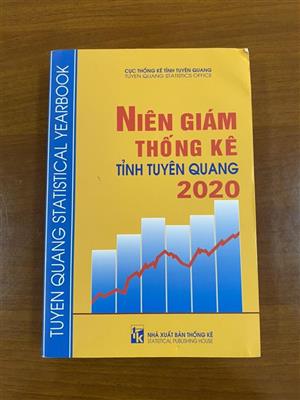 CỤC THỐNG KÊ TỈNH TUYÊN QUANG
TUYEN QUANG STATISTICS OFFICE
NIÊN GIÁM
THỐNG KÊ
TỈNH TUYÊN QUANG
2020
TUYEN QUANG STATISTICAL YEARBOOK
NHÀ XUẤT BẢN THỐNG KÊ
STATISTICAL PUBLISHING HOUSE